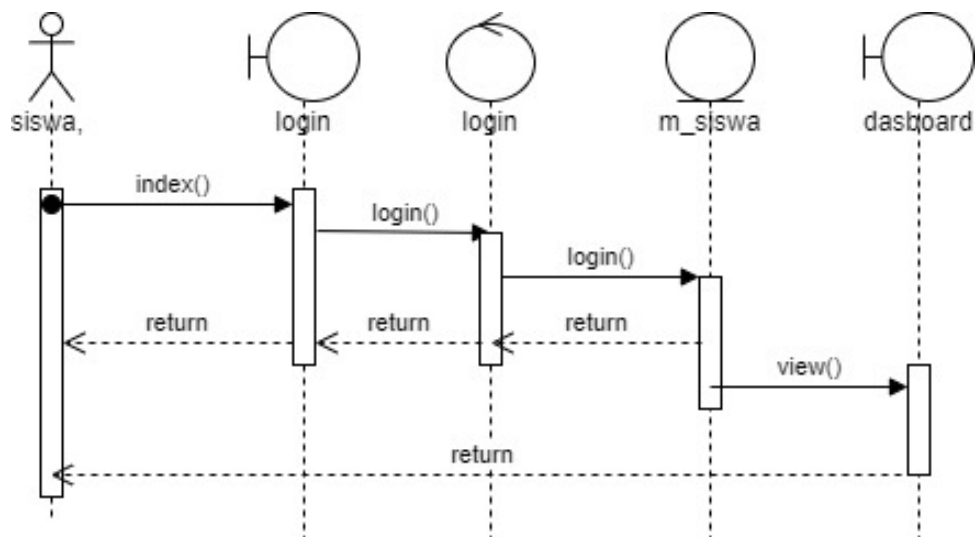 siswa,
login
login
m_siswa
dasboard
index()
login()
login()
return
return
return
view()
return